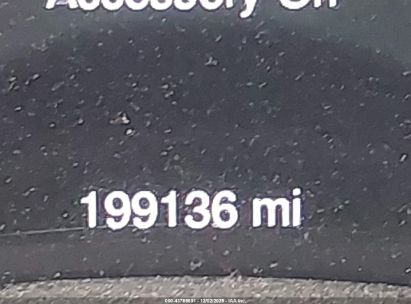 Accessory On
199136 mi